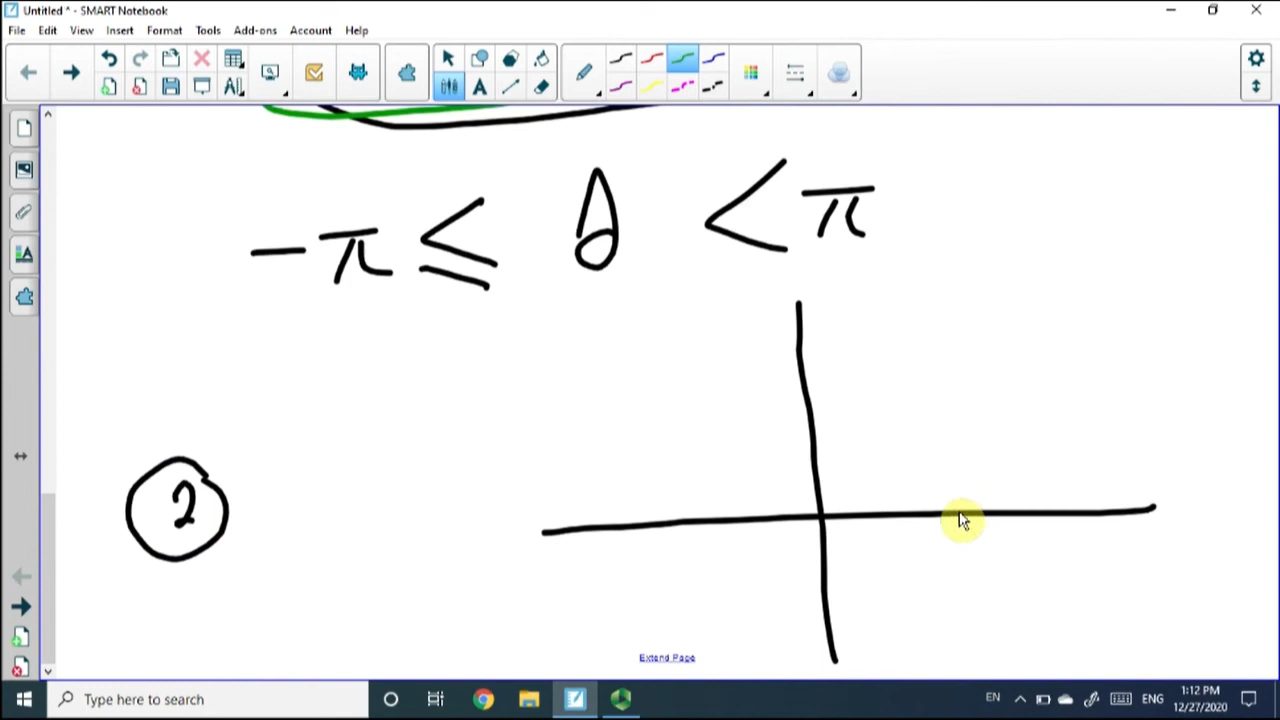 Untitled * - SMART Notebook
File Edit View Insert Format Tools Add-ons Account Help
-π ≤ θ < π
2
Extend Page
Type here to search
EN
ENG
1:12 PM
12/27/2020